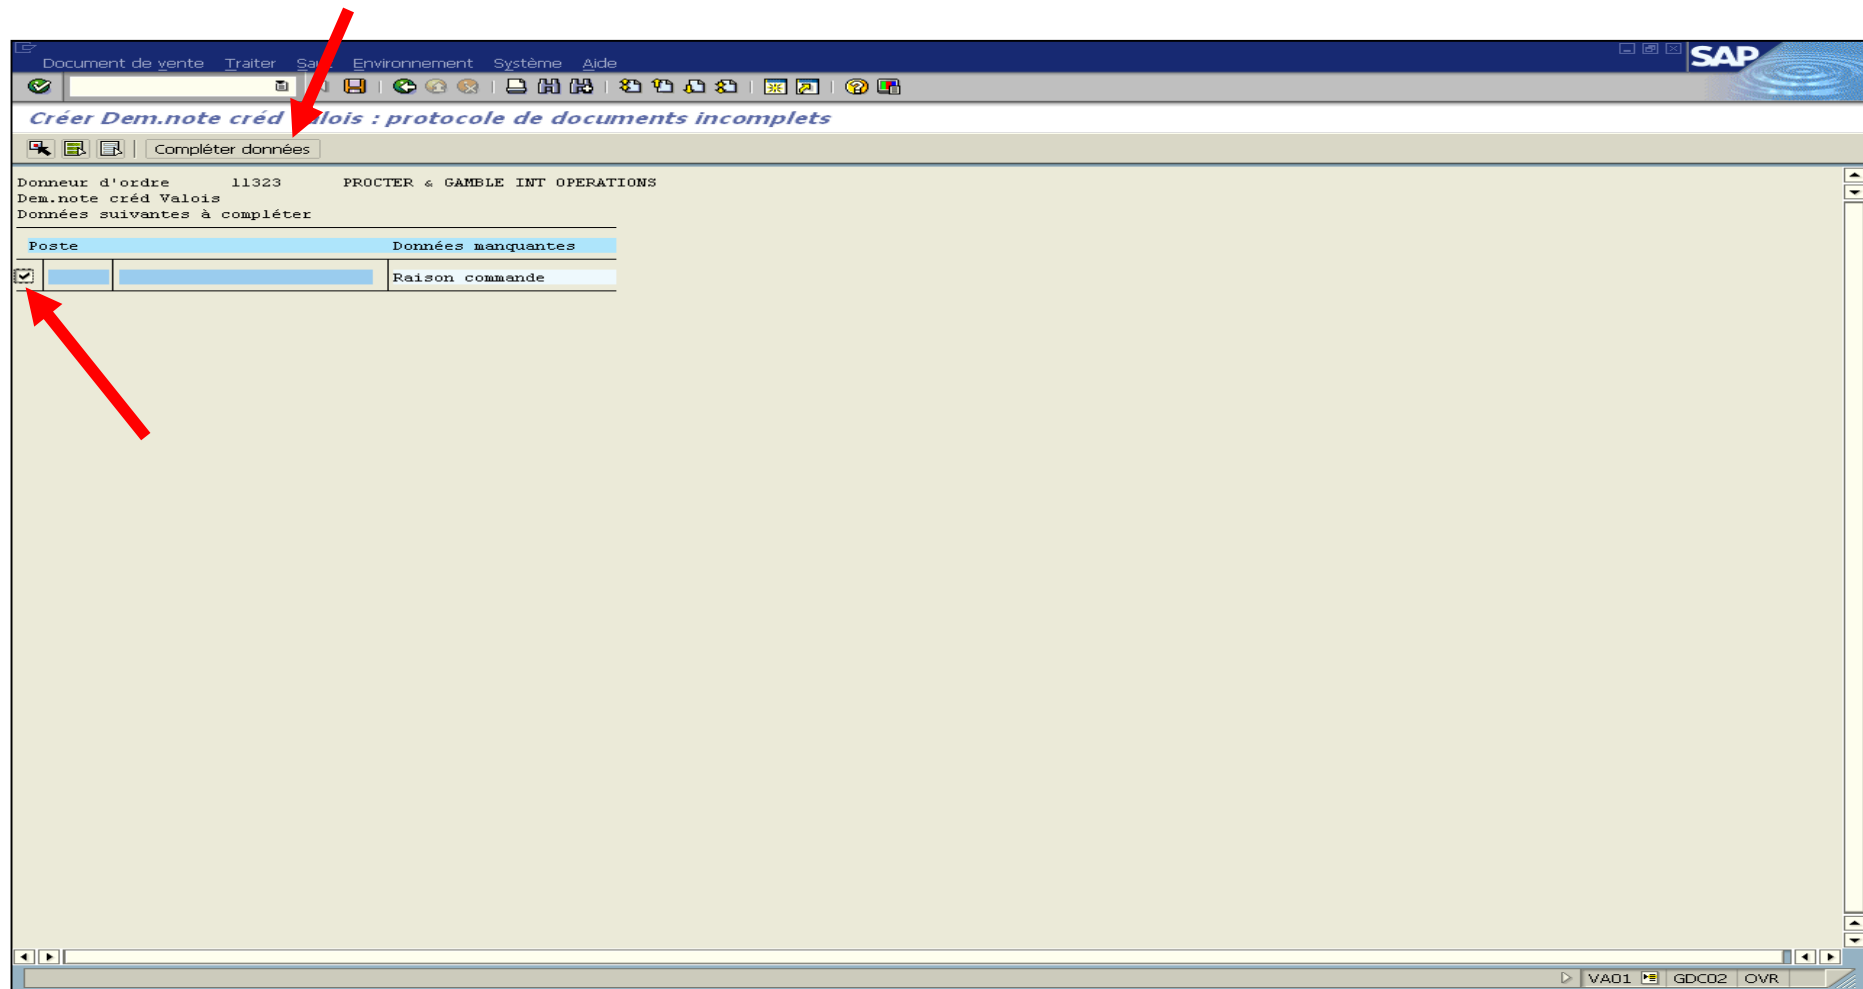 Document de vente Traiter Environnement Système Aide
SAP
Créer Dem.note créd : protocole de documents incomplets
Compléter données
Donneur d'ordre 11323 PROCTER & GAMBLE INT OPERATIONS
Dem.note créd Valois
Données suivantes à compléter
Poste Données manquantes
Raison commande
VA01 GDC02 OVR